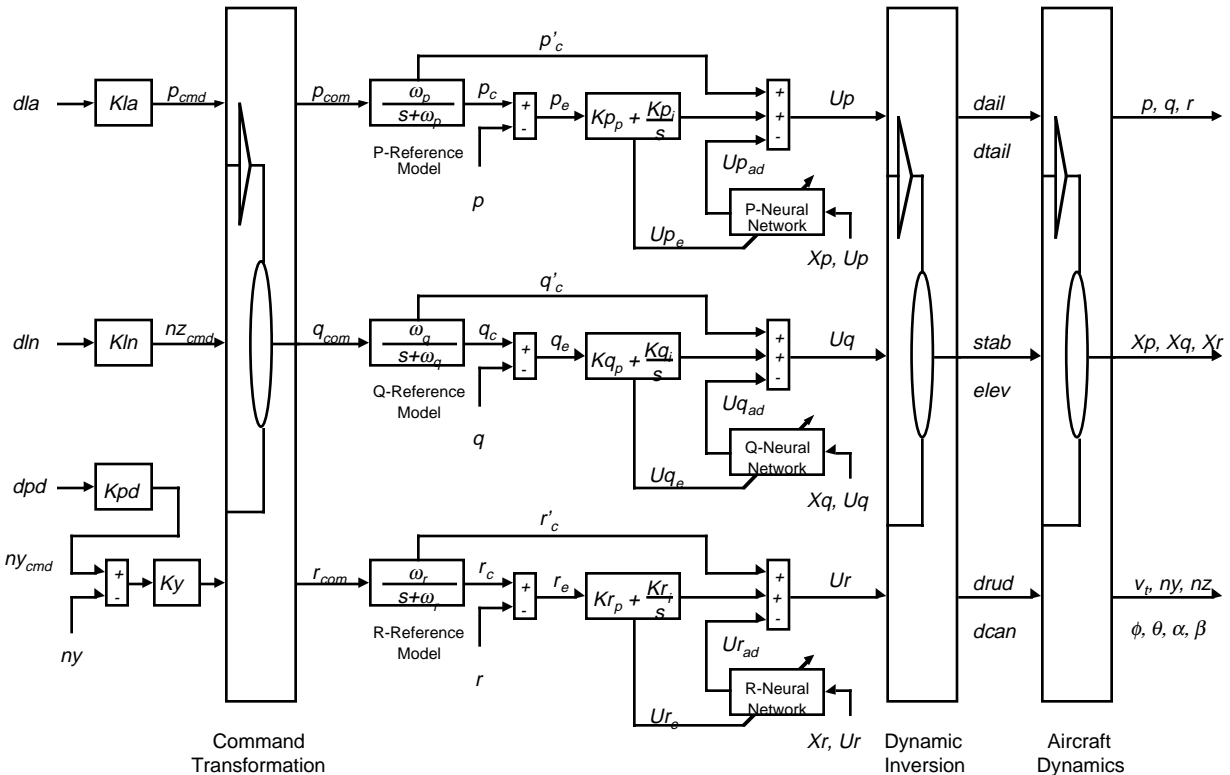 p'c
dla
Kla
pcmd
pcom
ωp
s+ωp
pc
+
-
pe
Kpp + Kpi
s
+
+
-
Up
dail
dtail
p, q, r
P-Reference
Model
p
Upad
P-Neural
Network
Upe
Xp, Up
q'c
dln
Kln
nzcmd
qcom
ωq
s+ωq
qc
+
-
qe
Kqp + Kqi
s
+
+
-
Uq
stab
elev
Xp, Xq, Xr
Q-Reference
Model
q
Uqad
Q-Neural
Network
Uqe
Xq, Uq
dpd
Kpd
nycmd
+
-
Ky
ny
r'c
rcom
ωr
s+ωr
rc
+
-
re
Krp + Kri
s
+
+
-
Ur
drud
dcan
vt, ny, nz
ϕ, θ, α, β
R-Reference
Model
r
Urad
R-Neural
Network
Ure
Xr, Ur
Command
Transformation
Dynamic
Inversion
Aircraft
Dynamics